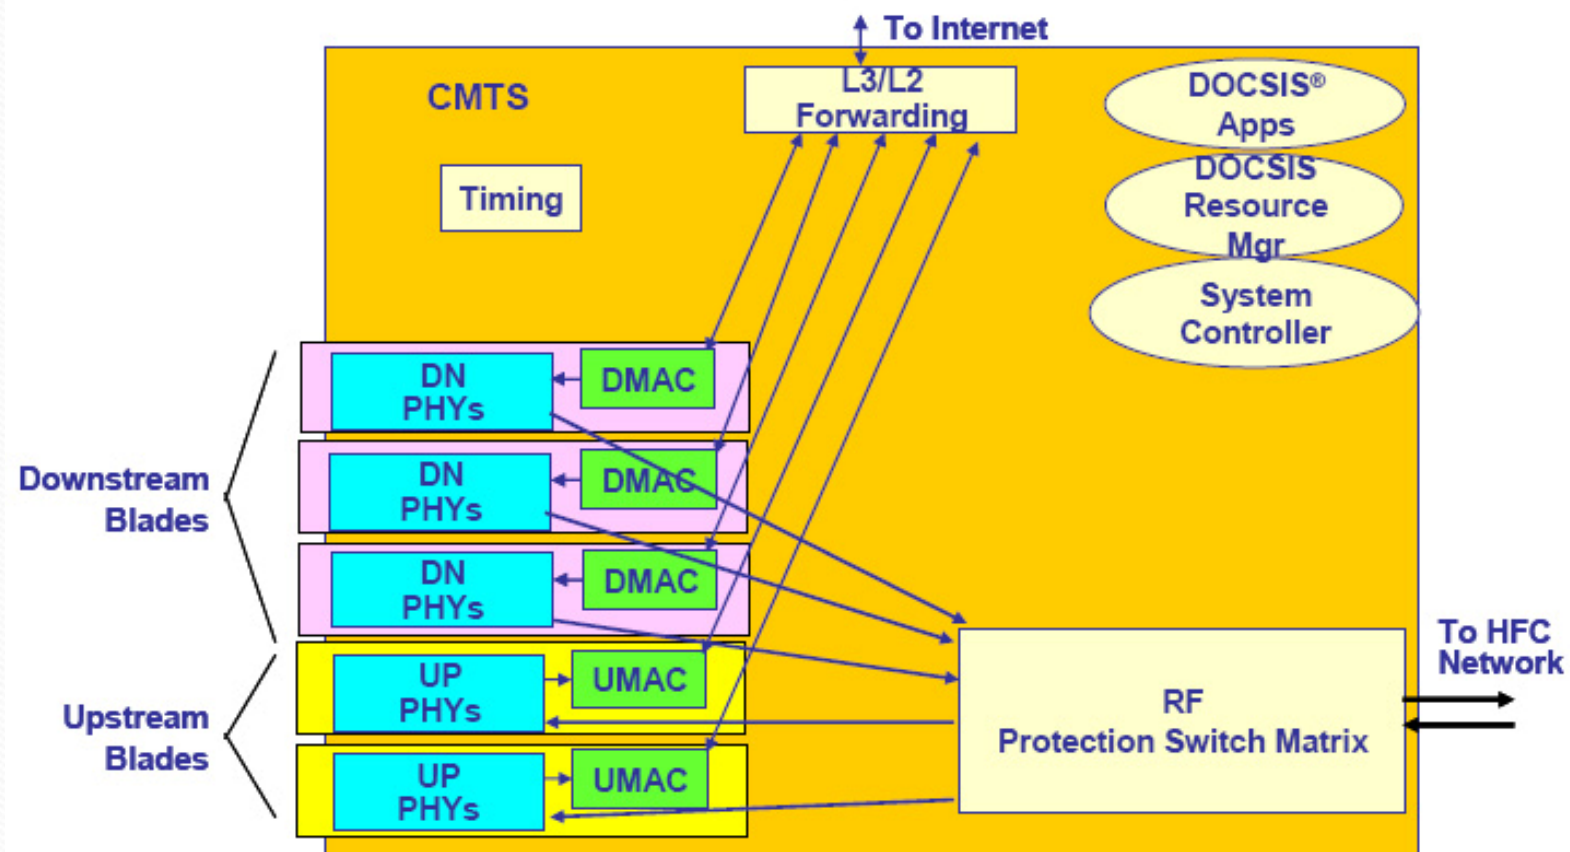 To Internet
CMTS
L3/L2
Forwarding
DOCSIS®
Apps
Timing
DOCSIS
Resource
Mgr
System
Controller
Downstream
Blades
DN
PHYs
DMAC
DN
PHYs
DMAC
DN
PHYs
DMAC
Upstream
Blades
UP
PHYs
UMAC
UP
PHYs
UMAC
RF
Protection Switch Matrix
To HFC
Network